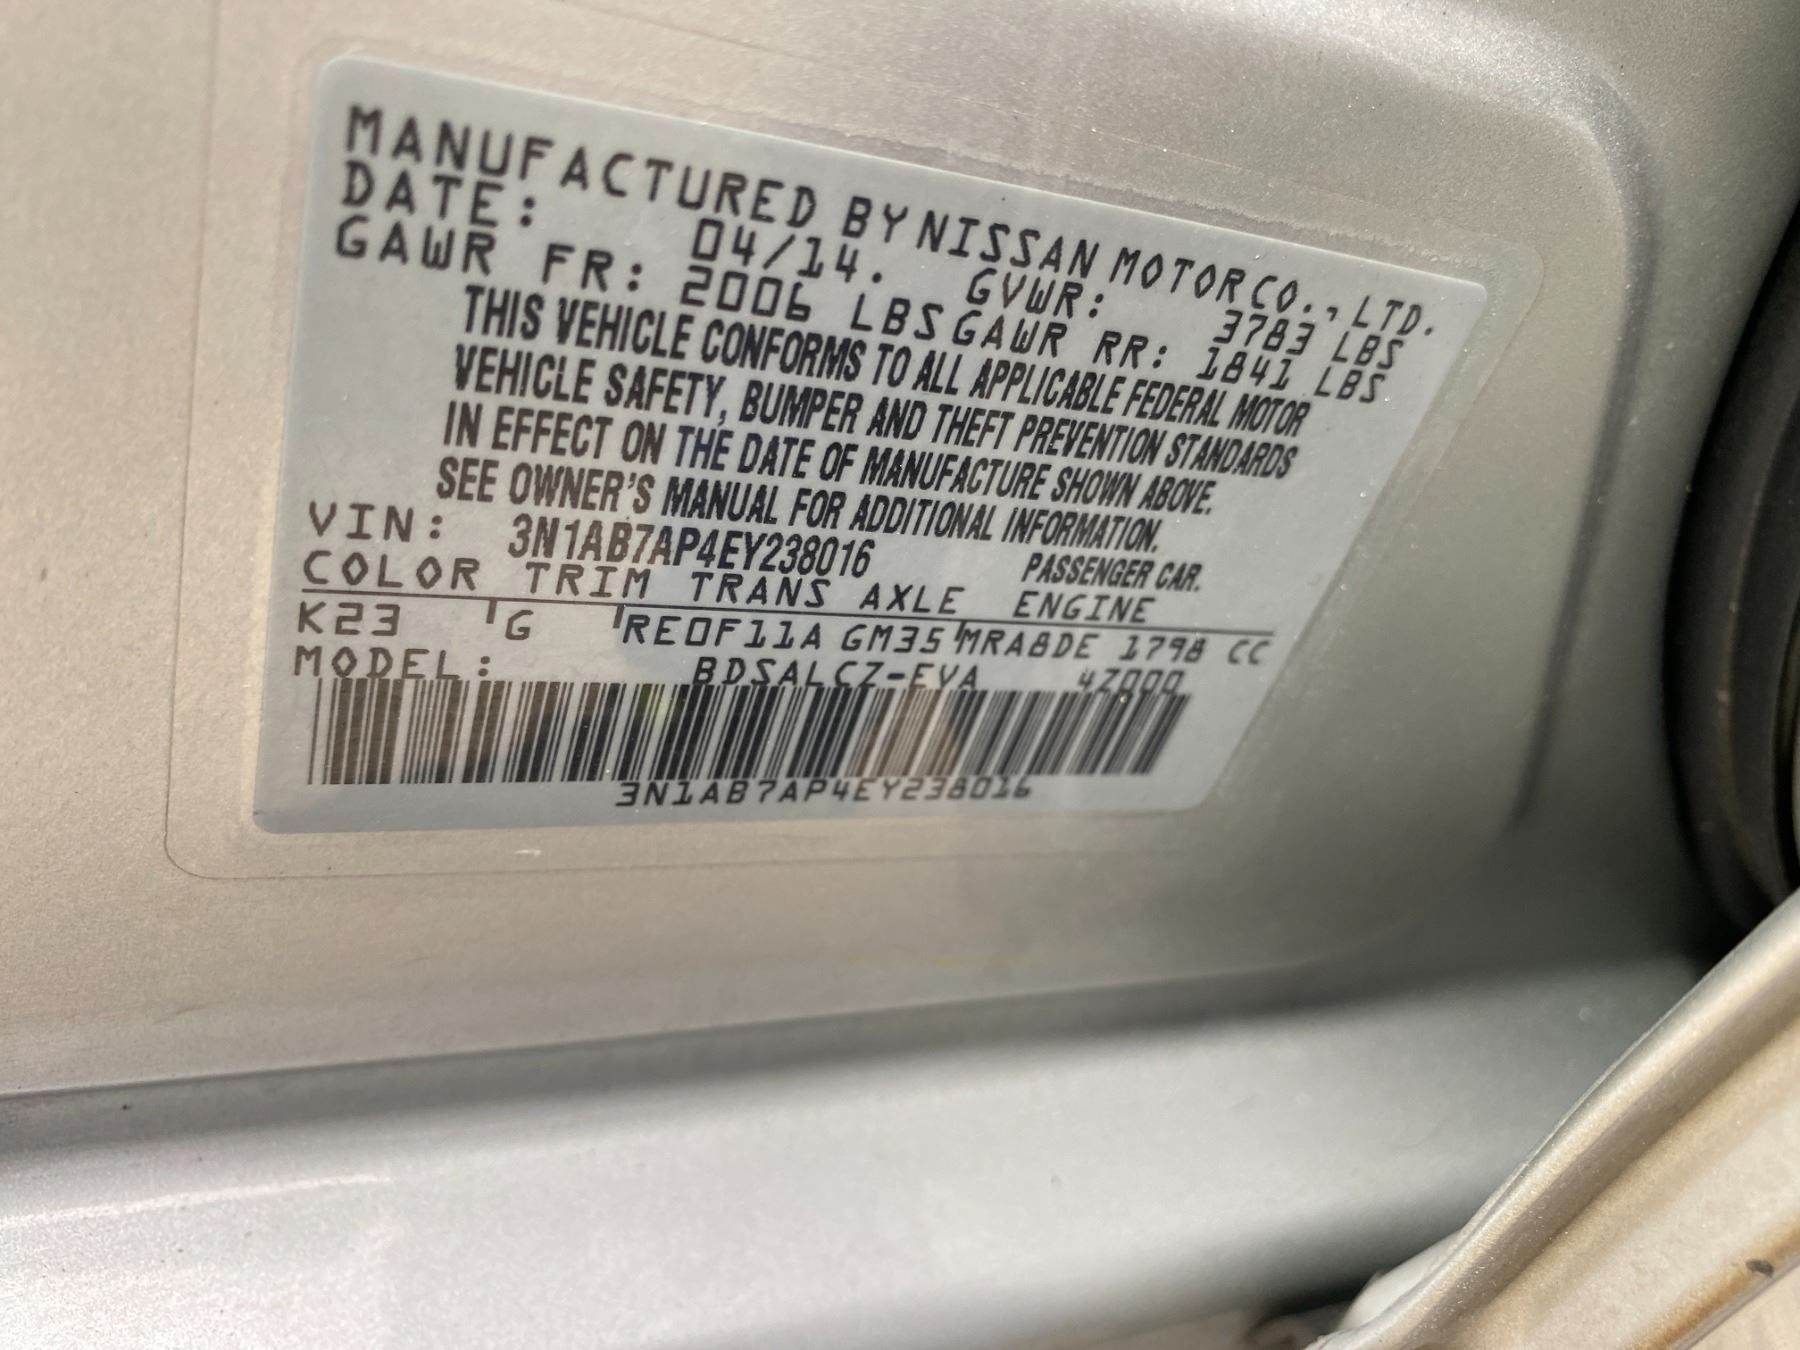 MANUFACTURED BY NISSAN MOTOR CO., LTD.
DATE: 04/14. GVWR: 3783 LBS
GAWR FR: 2006 LBS GAWR RR: 1841 LBS
THIS VEHICLE CONFORMS TO ALL APPLICABLE FEDERAL MOTOR
VEHICLE SAFETY, BUMPER AND THEFT PREVENTION STANDARDS
IN EFFECT ON THE DATE OF MANUFACTURE SHOWN ABOVE.
SEE OWNER'S MANUAL FOR ADDITIONAL INFORMATION.
VIN: 3N1AB7AP4EY238016 PASSENGER CAR.
COLOR TRIM TRANS AXLE ENGINE
K23 G RE0F11A GM35 MRA8DE 1798 CC
MODEL: BDSALCZ-EVA 4Z000
3N1AB7AP4EY238016